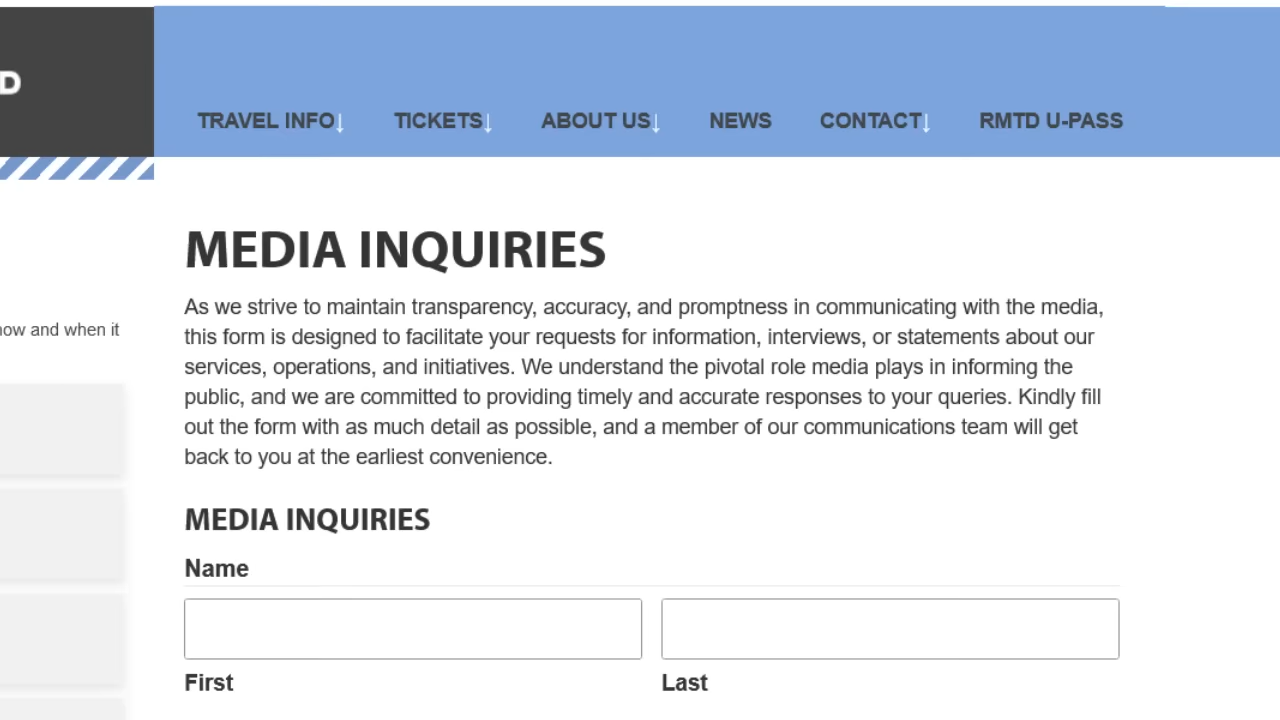 D
TRAVEL INFO↓ TICKETS↓ ABOUT US↓ NEWS CONTACT↓ RMTD U-PASS
MEDIA INQUIRIES
As we strive to maintain transparency, accuracy, and promptness in communicating with the media,
this form is designed to facilitate your requests for information, interviews, or statements about our
services, operations, and initiatives. We understand the pivotal role media plays in informing the
public, and we are committed to providing timely and accurate responses to your queries. Kindly fill
out the form with as much detail as possible, and a member of our communications team will get
back to you at the earliest convenience.
and when it
MEDIA INQUIRIES
Name
First Last